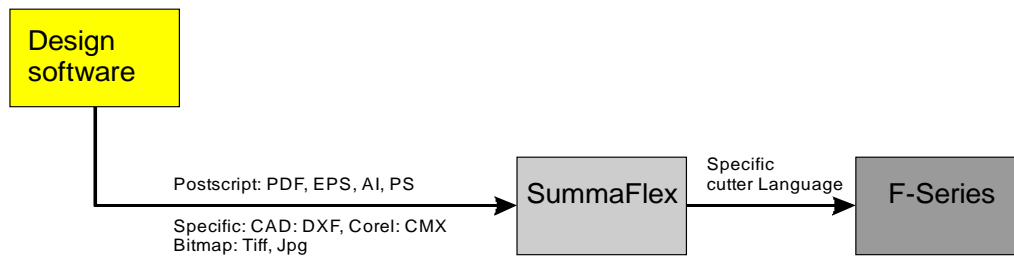 Design
software
Postscript: PDF, EPS, AI, PS
Specific: CAD: DXF, Corel: CMX
Bitmap: Tiff, Jpg
SummaFlex
Specific
cutter Language
F-Series